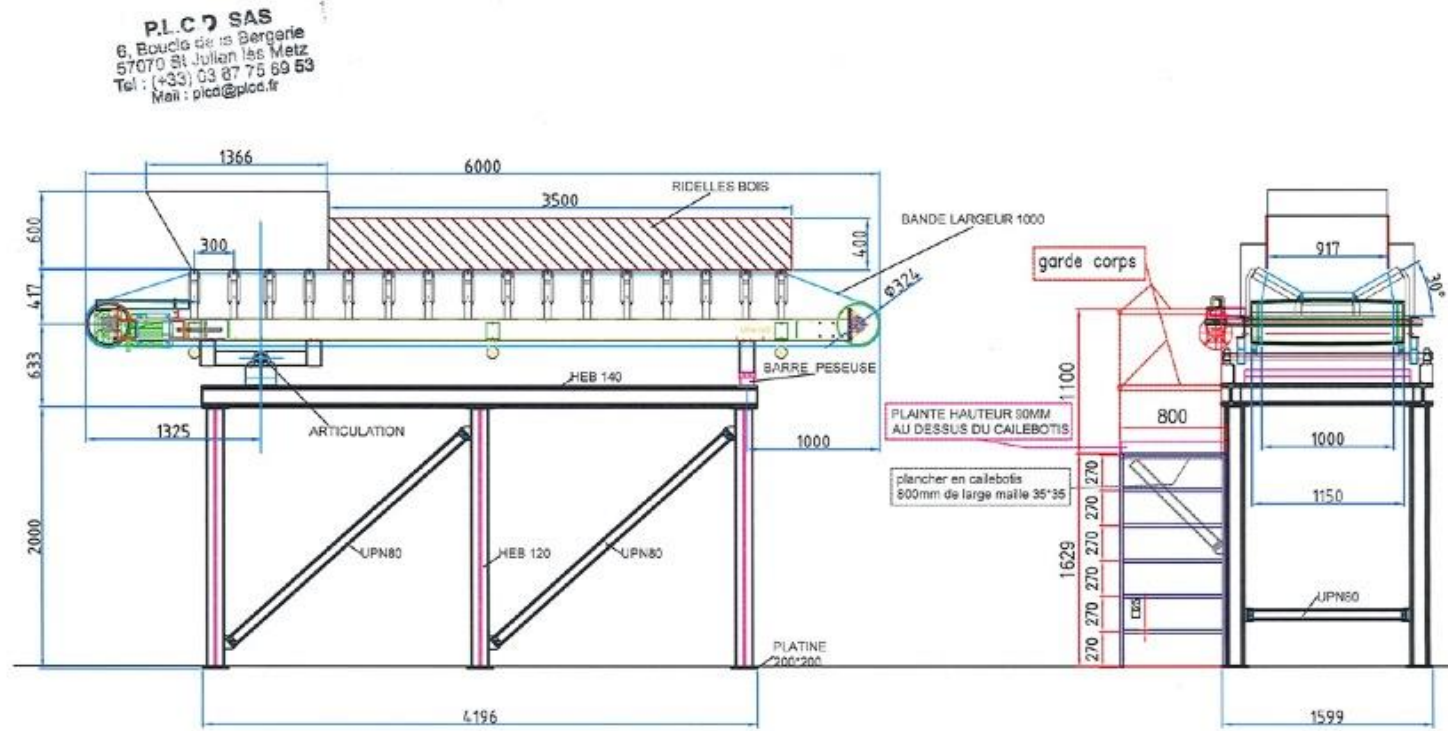 P.L.C D SAS
6, Boucle de la Bergerie
57070 St Julien lès Metz
Tel : (+33) 03 87 75 69 53
Mail : plcd@plcd.fr
1366
6000
RIDELLES BOIS
3500
BANDE LARGEUR 1000
600
300
400
917
garde corps
30°
417
Ø324
633
BARRE PESEUSE
HEB 140
1100
ARTICULATION
1325
1000
PLAINTE HAUTEUR 90MM
AU DESSUS DU CAILEBOTIS
800
1000
plancher en cailebotis
800mm de large maille 35*35
270
1150
270
2000
UPN80
HEB 120
UPN80
270
1629
270
270
UPN80
270
PLATINE
200*200
4196
1599